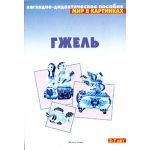 НАГЛЯДНО-ДИДАКТИЧЕСКОЕ ПОСОБИЕ
МИР В КАРТИНКАХ
ГЖЕЛЬ
3-7 лет